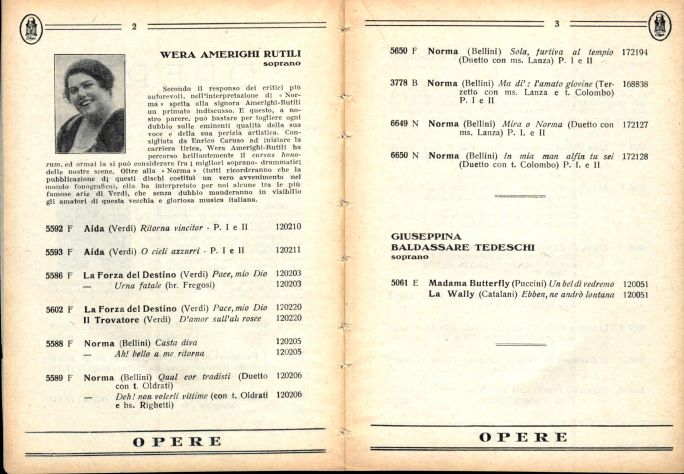 2
WERA AMERIGHI RUTILI
soprano
Secondo il responso dei critici più
autorevoli, nell'interpretazione di « Nor-
ma » spetta alla signora Amerighi-Rutili
un primato indiscusso. E questo, a no-
stro parere, può bastare per togliere ogni
dubbio sulle eminenti qualità della sua
voce e della sua perizia artistica. Con-
sigliata da Enrico Caruso ad iniziare la
carriera lirica, Wera Amerighi-Rutili ha
percorso brillantemente il cursus hono-
rum, ed ormai la si può considerare fra i migliori soprano drammatici
delle nostre scene. Oltre alla « Norma » (tutti ricorderanno che la
pubblicazione di questi dischi costituì un vero avvenimento nel
mondo fonografico), ella ha interpretato per noi alcune tra le più
famose arie di Verdi, che senza dubbio manderanno in visibilio
gli amatori di questa vecchia e gloriosa musica italiana.
5592 F Aida (Verdi) Ritorna vincitor - P. I e II 120210
5593 F Aida (Verdi) O cieli azzurri - P. I e II 120211
5586 F La Forza del Destino (Verdi) Pace, mio Dio 120203
— Urna fatale (br. Fregosi) 120203
5602 F La Forza del Destino (Verdi) Pace, mio Dio 120220
Il Trovatore (Verdi) D'amor sull'ali rosee 120220
5588 F Norma (Bellini) Casta diva 120205
— Ah! bello a me ritorna 120205
5589 F Norma (Bellini) Qual cor tradisti (Duetto 120206
con t. Oldrati)
— Deh! non volerli vittime (con t. Oldrati 120206
e bs. Righetti)
OPERE
3
5650 F Norma (Bellini) Sola, furtiva al tempio 172194
(Duetto con ms. Lanza) P. I e II
3778 B Norma (Bellini) Ma di' : l'amato giovine (Ter- 168838
zetto con ms. Lanza e t. Colombo)
P. I e II
6649 N Norma (Bellini) Mira o Norma (Duetto con 172127
ms. Lanza) P. I. e II
6650 N Norma (Bellini) In mia man alfin tu sei 172128
(Duetto con t. Colombo) P. I e II
GIUSEPPINA
BALDASSARE TEDESCHI
soprano
5061 E Madama Butterfly (Puccini) Un bel dì vedremo 120051
La Wally (Catalani) Ebben, ne andrò lontana 120051
OPERE